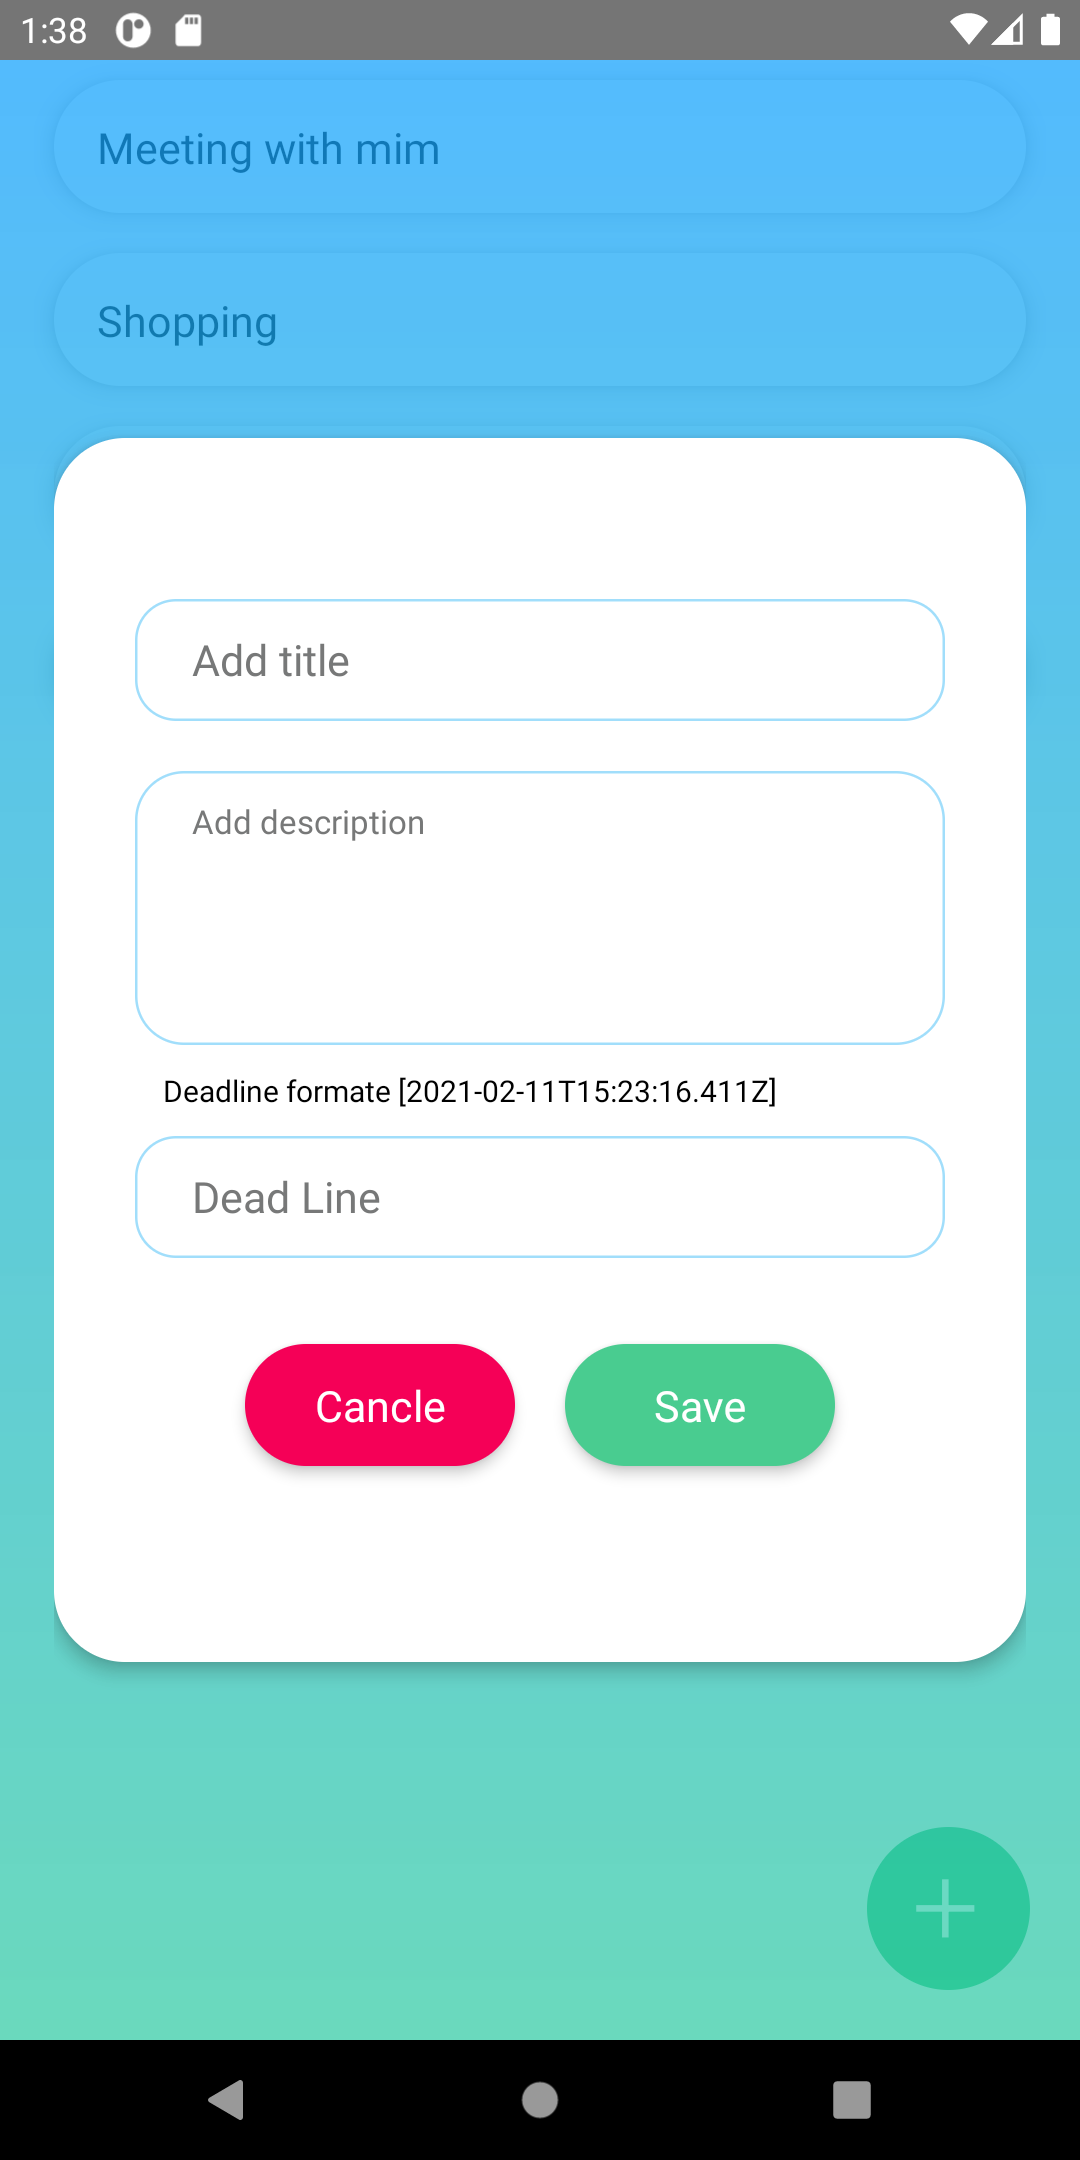 1:38
Meeting with mim
Shopping
Add title
Add description
Deadline formate [2021-02-11T15:23:16.411Z]
Dead Line
Cancle
Save